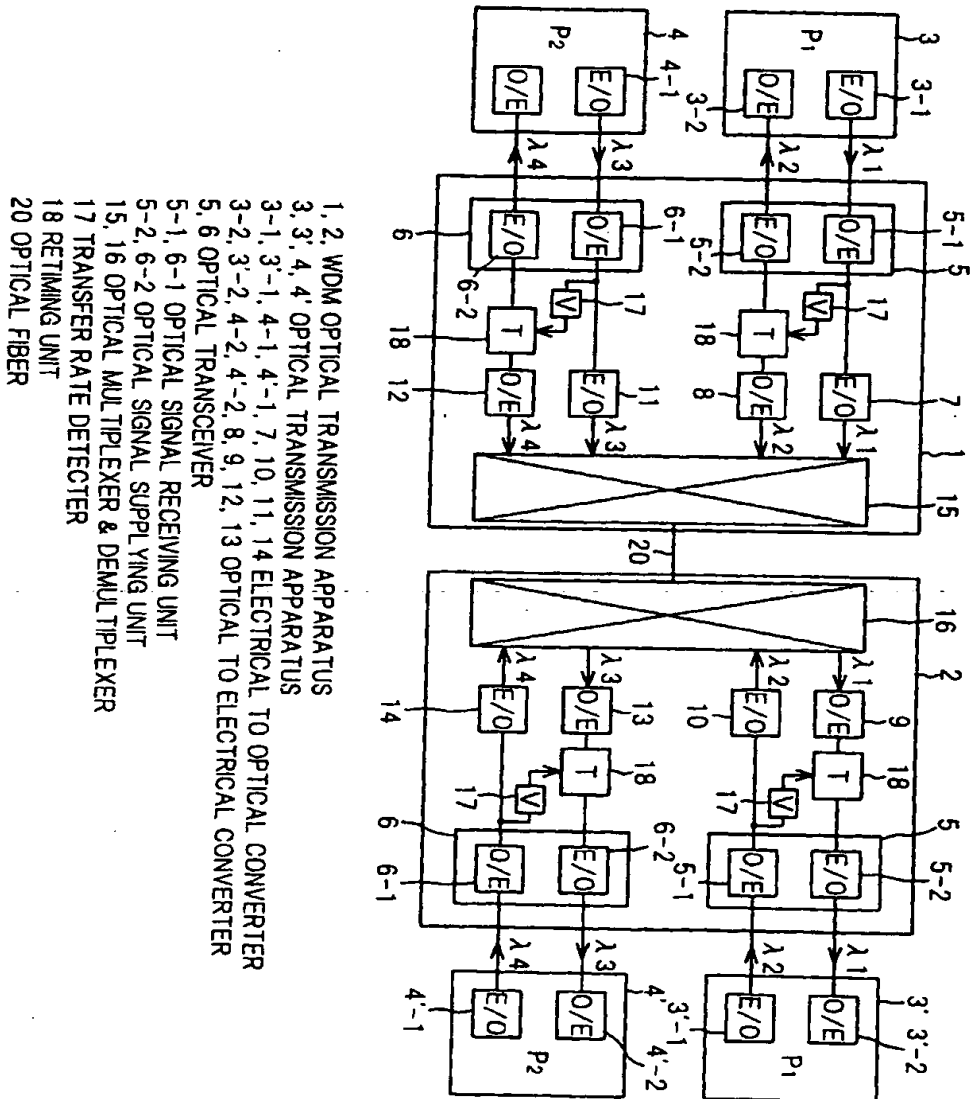 3 3-1 5-1 5 7 1 15 16 2 9 18 5 5-2 3' 3'-2
E/O λ1 O/E E/O λ1 λ1 O/E T E/O λ1 O/E
P1 17 V V 17 P1
O/E λ2 E/O T O/E λ2 λ2 E/O O/E λ2 E/O
3-2 5-2 18 8 10 5-1 3'-1
20
4 4-1 6-1 11 13 18 6-2 4' 4'-2
E/O λ3 O/E E/O λ3 λ3 O/E T E/O λ3 O/E
P2 17 V V 17 P2
O/E λ4 E/O T O/E λ4 λ4 E/O O/E λ4 E/O
6 6-2 18 12 14 6 6-1 4'-1
1, 2, WDM OPTICAL TRANSMISSION APPARATUS
3, 3', 4, 4' OPTICAL TRANSMISSION APPARATUS
3-1, 3'-1, 4-1, 4'-1, 7, 10, 11, 14 ELECTRICAL TO OPTICAL CONVERTER
3-2, 3'-2, 4-2, 4'-2, 8, 9, 12, 13 OPTICAL TO ELECTRICAL CONVERTER
5, 6 OPTICAL TRANSCEIVER
5-1, 6-1 OPTICAL SIGNAL RECEIVING UNIT
5-2, 6-2 OPTICAL SIGNAL SUPPLYING UNIT
15, 16 OPTICAL MULTIPLEXER & DEMULTIPLEXER
17 TRANSFER RATE DETECTER
18 RETIMING UNIT
20 OPTICAL FIBER